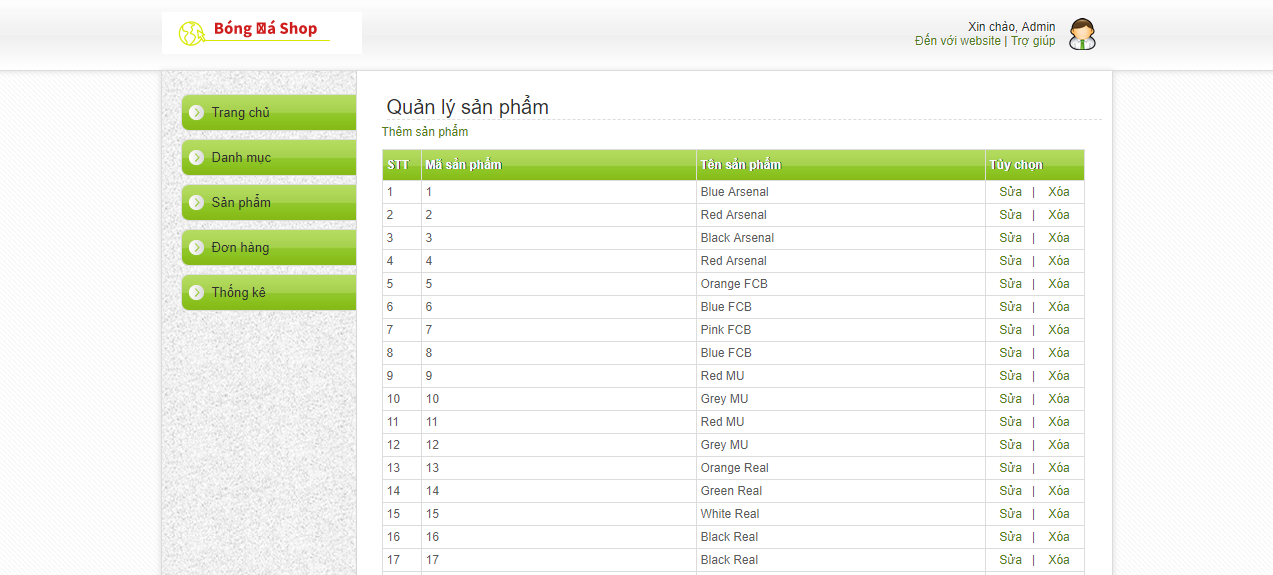 Bóng á Shop
Xin chảo, Admin
Đến với website | Trợ giúp
Trang chủ
Danh mục
Sản phẩm
Đơn hàng
Thống kê
Quản lý sản phẩm
Thêm sản phẩm
STT Mã sản phẩm Tên sản phẩm Tùy chọn
1 1 Blue Arsenal Sửa | Xóa
2 2 Red Arsenal Sửa | Xóa
3 3 Black Arsenal Sửa | Xóa
4 4 Red Arsenal Sửa | Xóa
5 5 Orange FCB Sửa | Xóa
6 6 Blue FCB Sửa | Xóa
7 7 Pink FCB Sửa | Xóa
8 8 Blue FCB Sửa | Xóa
9 9 Red MU Sửa | Xóa
10 10 Grey MU Sửa | Xóa
11 11 Red MU Sửa | Xóa
12 12 Grey MU Sửa | Xóa
13 13 Orange Real Sửa | Xóa
14 14 Green Real Sửa | Xóa
15 15 White Real Sửa | Xóa
16 16 Black Real Sửa | Xóa
17 17 Black Real Sửa | Xóa